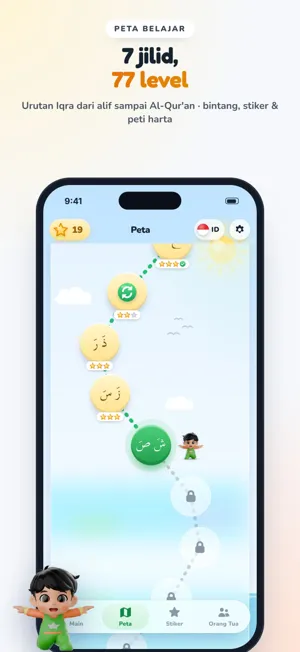 PETA BELAJAR
7 jilid,
77 level
Urutan Iqra dari alif sampai Al-Qur'an · bintang, stiker &
peti harta
9:41
19
Peta
ID
ذَ رَ
زَ سَ
شَ صَ
Main
Peta
Stiker
Orang Tua